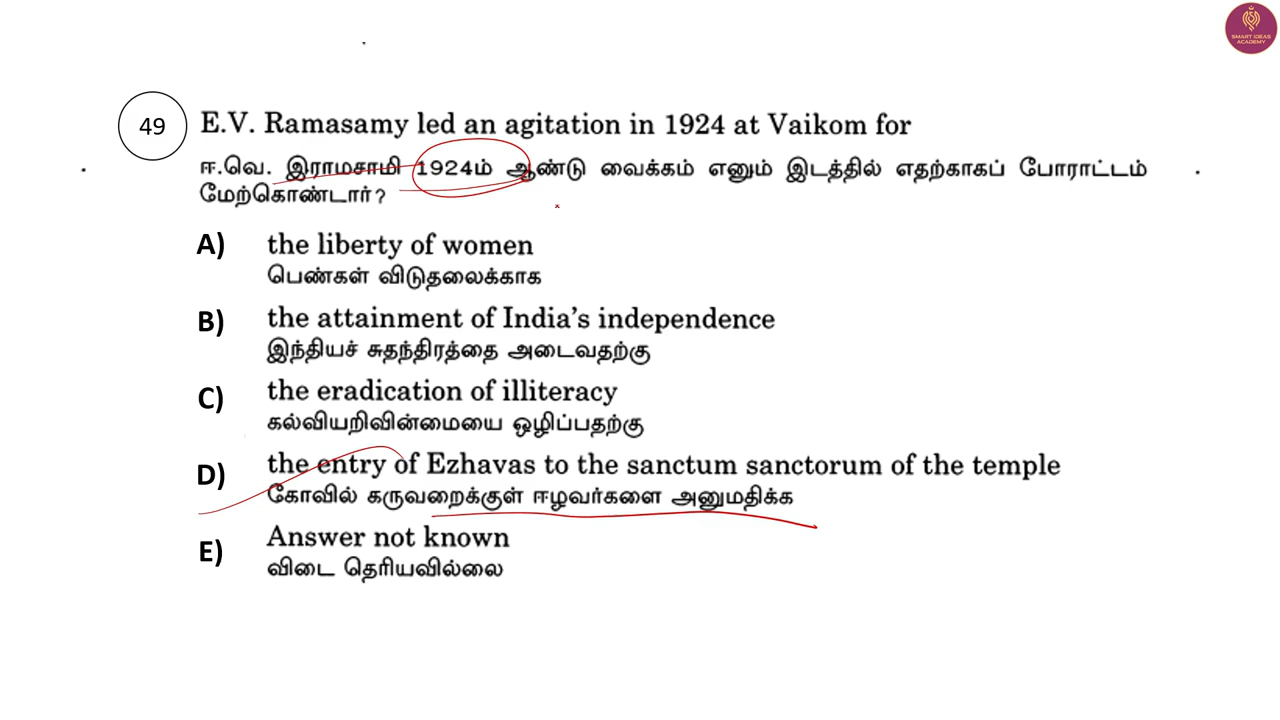 SMART IDEAS
ACADEMY
49
E.V. Ramasamy led an agitation in 1924 at Vaikom for
ஈ.வெ. இராமசாமி 1924ம் ஆண்டு வைக்கம் எனும் இடத்தில் எதற்காகப் போராட்டம்
மேற்கொண்டார்?
A) the liberty of women
பெண்கள் விடுதலைக்காக
B) the attainment of India's independence
இந்தியச் சுதந்திரத்தை அடைவதற்கு
C) the eradication of illiteracy
கல்வியறிவின்மையை ஒழிப்பதற்கு
D) the entry of Ezhavas to the sanctum sanctorum of the temple
கோவில் கருவறைக்குள் ஈழவர்களை அனுமதிக்க
E) Answer not known
விடை தெரியவில்லை